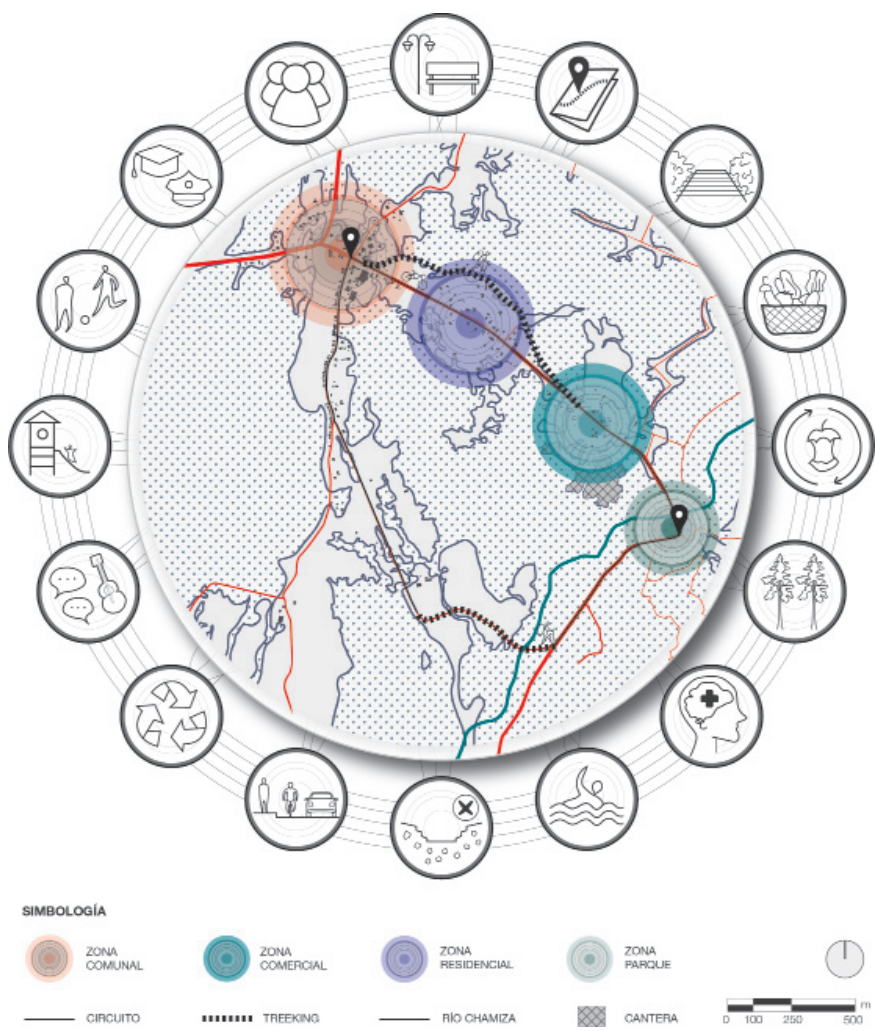 SIMBOLOGÍA
ZONA
COMUNAL
ZONA
COMERCIAL
ZONA
RESIDENCIAL
ZONA
PARQUE
CIRCUITO
TREEKING
RÍO CHAMIZA
CANTERA
m
0 100 250 500